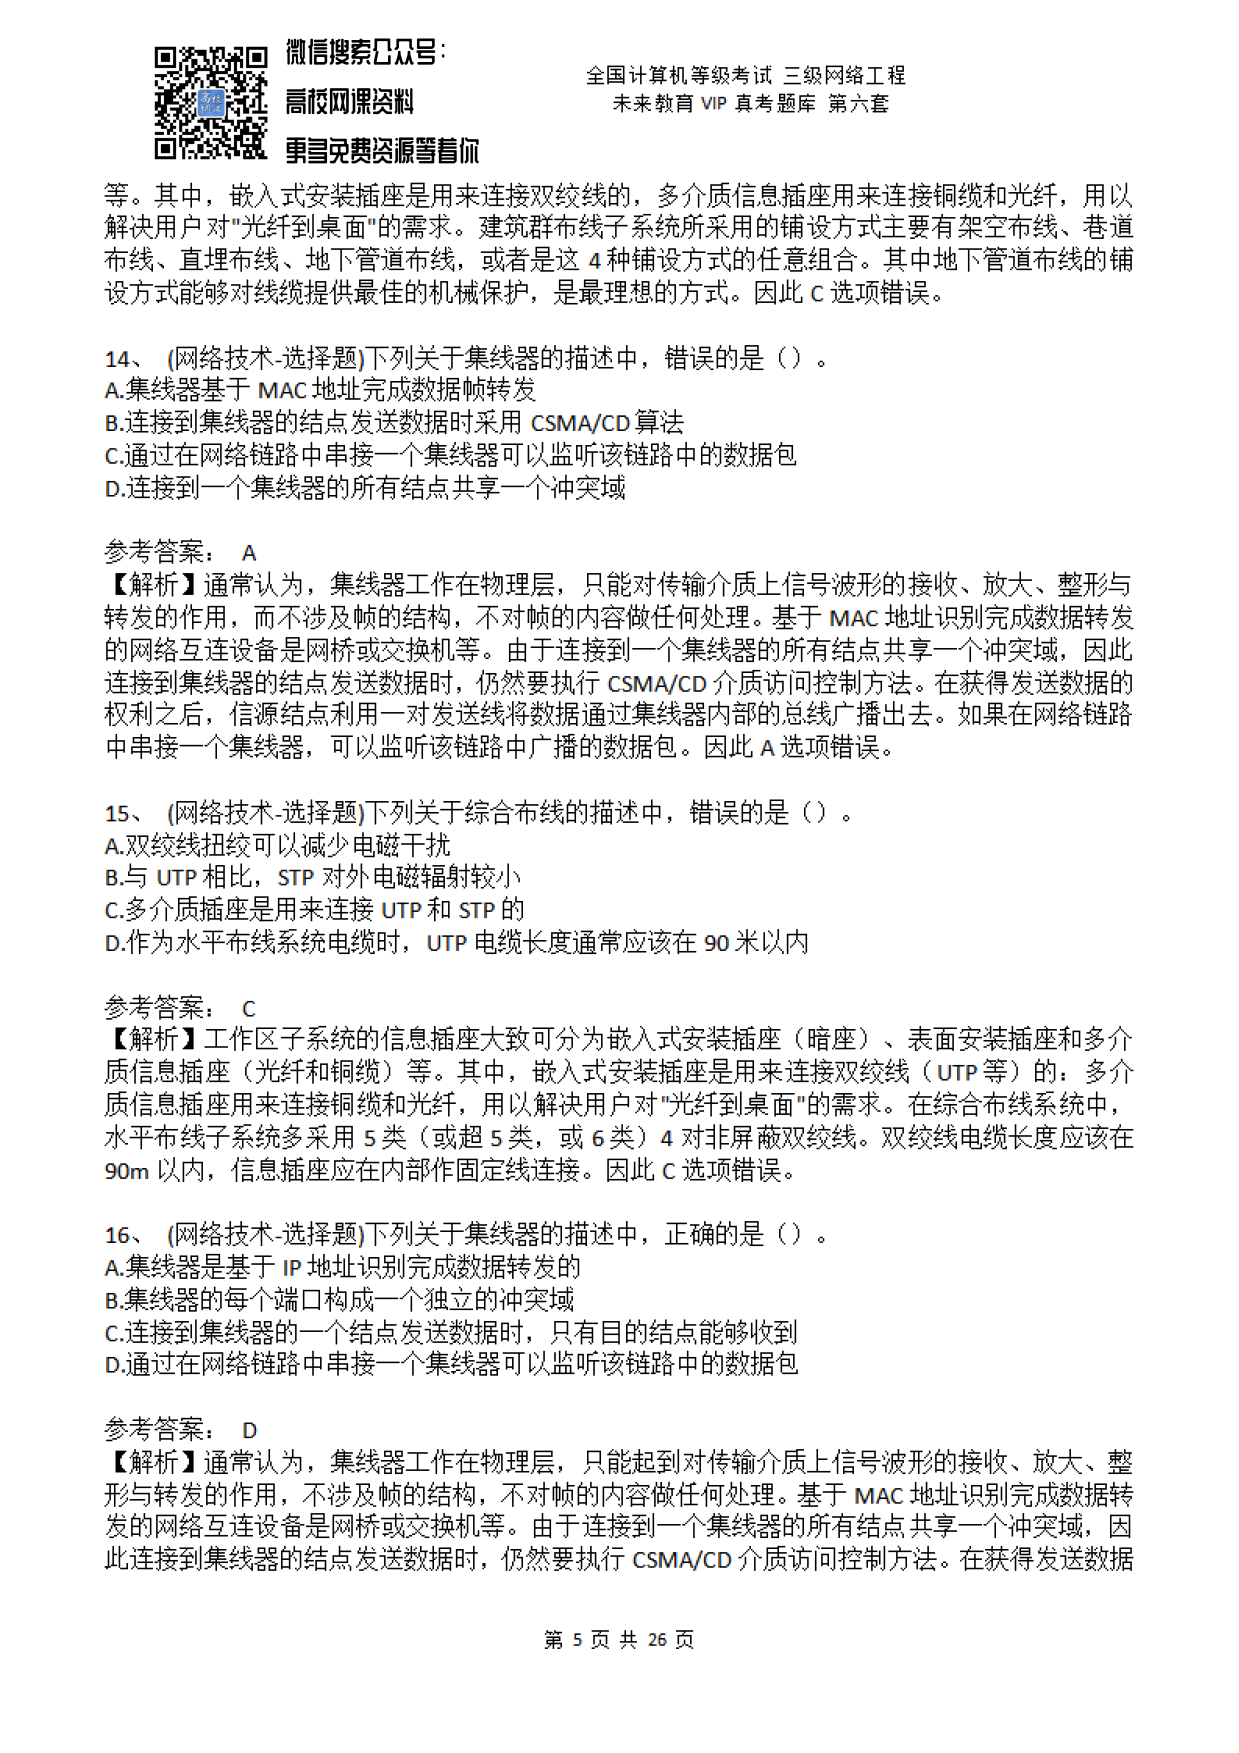 微信搜索公众号：
高校网课资料
更多免费资源等着你
全国计算机等级考试 三级网络工程
未来教育 VIP 真考题库 第六套
等。其中，嵌入式安装插座是用来连接双绞线的，多介质信息插座用来连接铜缆和光纤，用以
解决用户对"光纤到桌面"的需求。建筑群布线子系统所采用的铺设方式主要有架空布线、巷道
布线、直埋布线、地下管道布线，或者是这 4 种铺设方式的任意组合。其中地下管道布线的铺
设方式能够对线缆提供最佳的机械保护，是最理想的方式。因此 C 选项错误。
14、 (网络技术-选择题)下列关于集线器的描述中，错误的是（）。
A.集线器基于 MAC 地址完成数据帧转发
B.连接到集线器的结点发送数据时采用 CSMA/CD 算法
C.通过在网络链路中串接一个集线器可以监听该链路中的数据包
D.连接到一个集线器的所有结点共享一个冲突域
参考答案： A
【解析】通常认为，集线器工作在物理层，只能对传输介质上信号波形的接收、放大、整形与
转发的作用，而不涉及帧的结构，不对帧的内容做任何处理。基于 MAC 地址识别完成数据转发
的网络互连设备是网桥或交换机等。由于连接到一个集线器的所有结点共享一个冲突域，因此
连接到集线器的结点发送数据时，仍然要执行 CSMA/CD 介质访问控制方法。在获得发送数据的
权利之后，信源结点利用一对发送线将数据通过集线器内部的总线广播出去。如果在网络链路
中串接一个集线器，可以监听该链路中广播的数据包。因此 A 选项错误。
15、 (网络技术-选择题)下列关于综合布线的描述中，错误的是（）。
A.双绞线扭绞可以减少电磁干扰
B.与 UTP 相比，STP 对外电磁辐射较小
C.多介质插座是用来连接 UTP 和 STP 的
D.作为水平布线系统电缆时，UTP 电缆长度通常应该在 90 米以内
参考答案： C
【解析】工作区子系统的信息插座大致可分为嵌入式安装插座（暗座）、表面安装插座和多介
质信息插座（光纤和铜缆）等。其中，嵌入式安装插座是用来连接双绞线（UTP 等）的：多介
质信息插座用来连接铜缆和光纤，用以解决用户对"光纤到桌面"的需求。在综合布线系统中，
水平布线子系统多采用 5 类（或超 5 类，或 6 类）4 对非屏蔽双绞线。双绞线电缆长度应该在
90m 以内，信息插座应在内部作固定线连接。因此 C 选项错误。
16、 (网络技术-选择题)下列关于集线器的描述中，正确的是（）。
A.集线器是基于 IP 地址识别完成数据转发的
B.集线器的每个端口构成一个独立的冲突域
C.连接到集线器的一个结点发送数据时，只有目的结点能够收到
D.通过在网络链路中串接一个集线器可以监听该链路中的数据包
参考答案： D
【解析】通常认为，集线器工作在物理层，只能起到对传输介质上信号波形的接收、放大、整
形与转发的作用，不涉及帧的结构，不对帧的内容做任何处理。基于 MAC 地址识别完成数据转
发的网络互连设备是网桥或交换机等。由于连接到一个集线器的所有结点共享一个冲突域，因
此连接到集线器的结点发送数据时，仍然要执行 CSMA/CD 介质访问控制方法。在获得发送数据
第 5 页 共 26 页